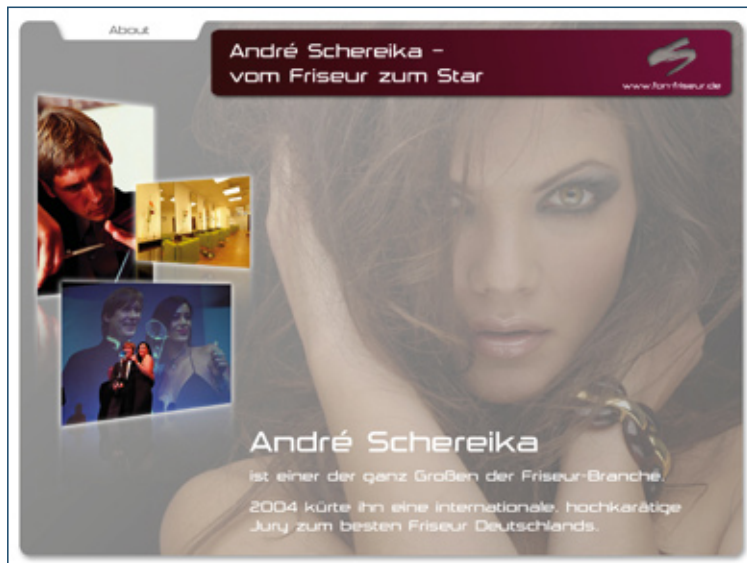 About
André Schereika –
vom Friseur zum Star
www.fon-friseur.de
André Schereika
ist einer der ganz Großen der Friseur-Branche.
2004 kürte ihn eine internationale, hochkarätige
Jury zum besten Friseur Deutschlands.